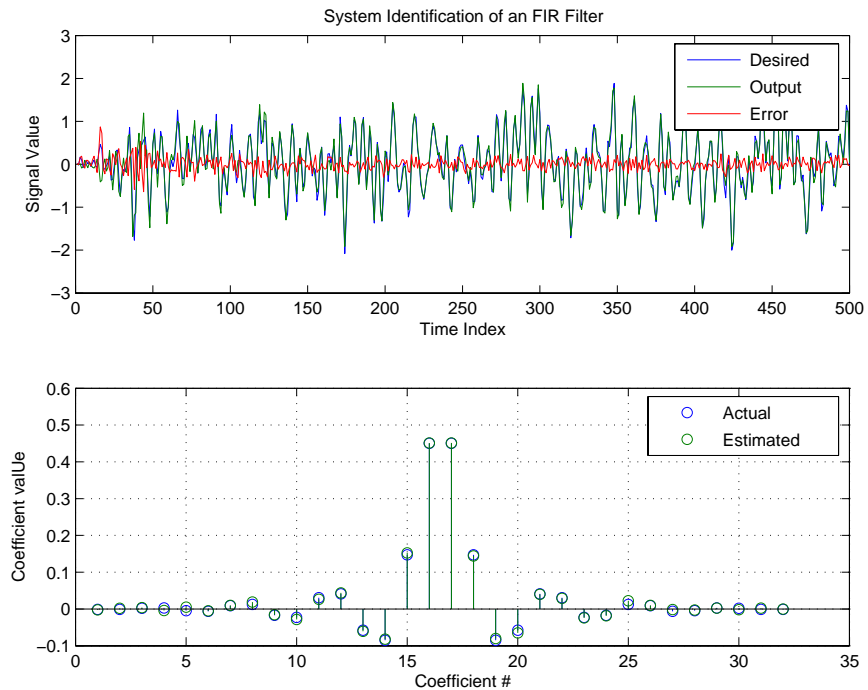 System Identification of an FIR Filter
3
2
1
0
−1
−2
−3
Signal Value
Desired
Output
Error
0 50 100 150 200 250 300 350 400 450 500
Time Index
0.6
0.5
0.4
0.3
0.2
0.1
0
−0.1
Coefficient valUe
Actual
Estimated
0 5 10 15 20 25 30 35
Coefficient #